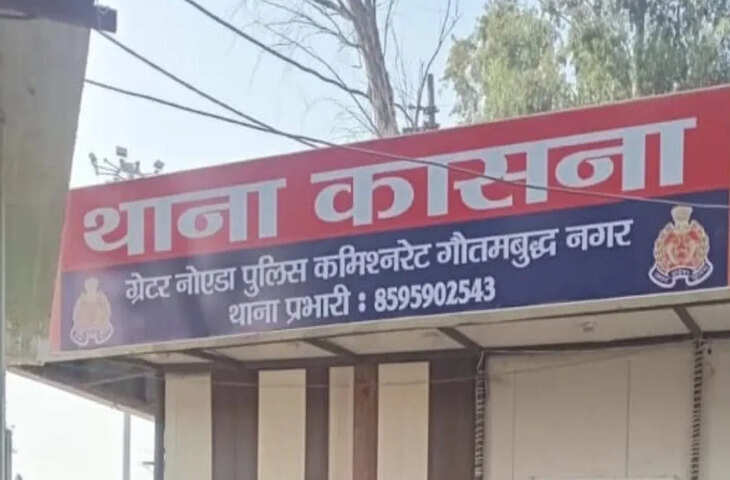 थाना कासना
ग्रेटर नोएडा पुलिस कमिश्नरेट गौतमबुद्ध नगर
थाना प्रभारी : 8595902543